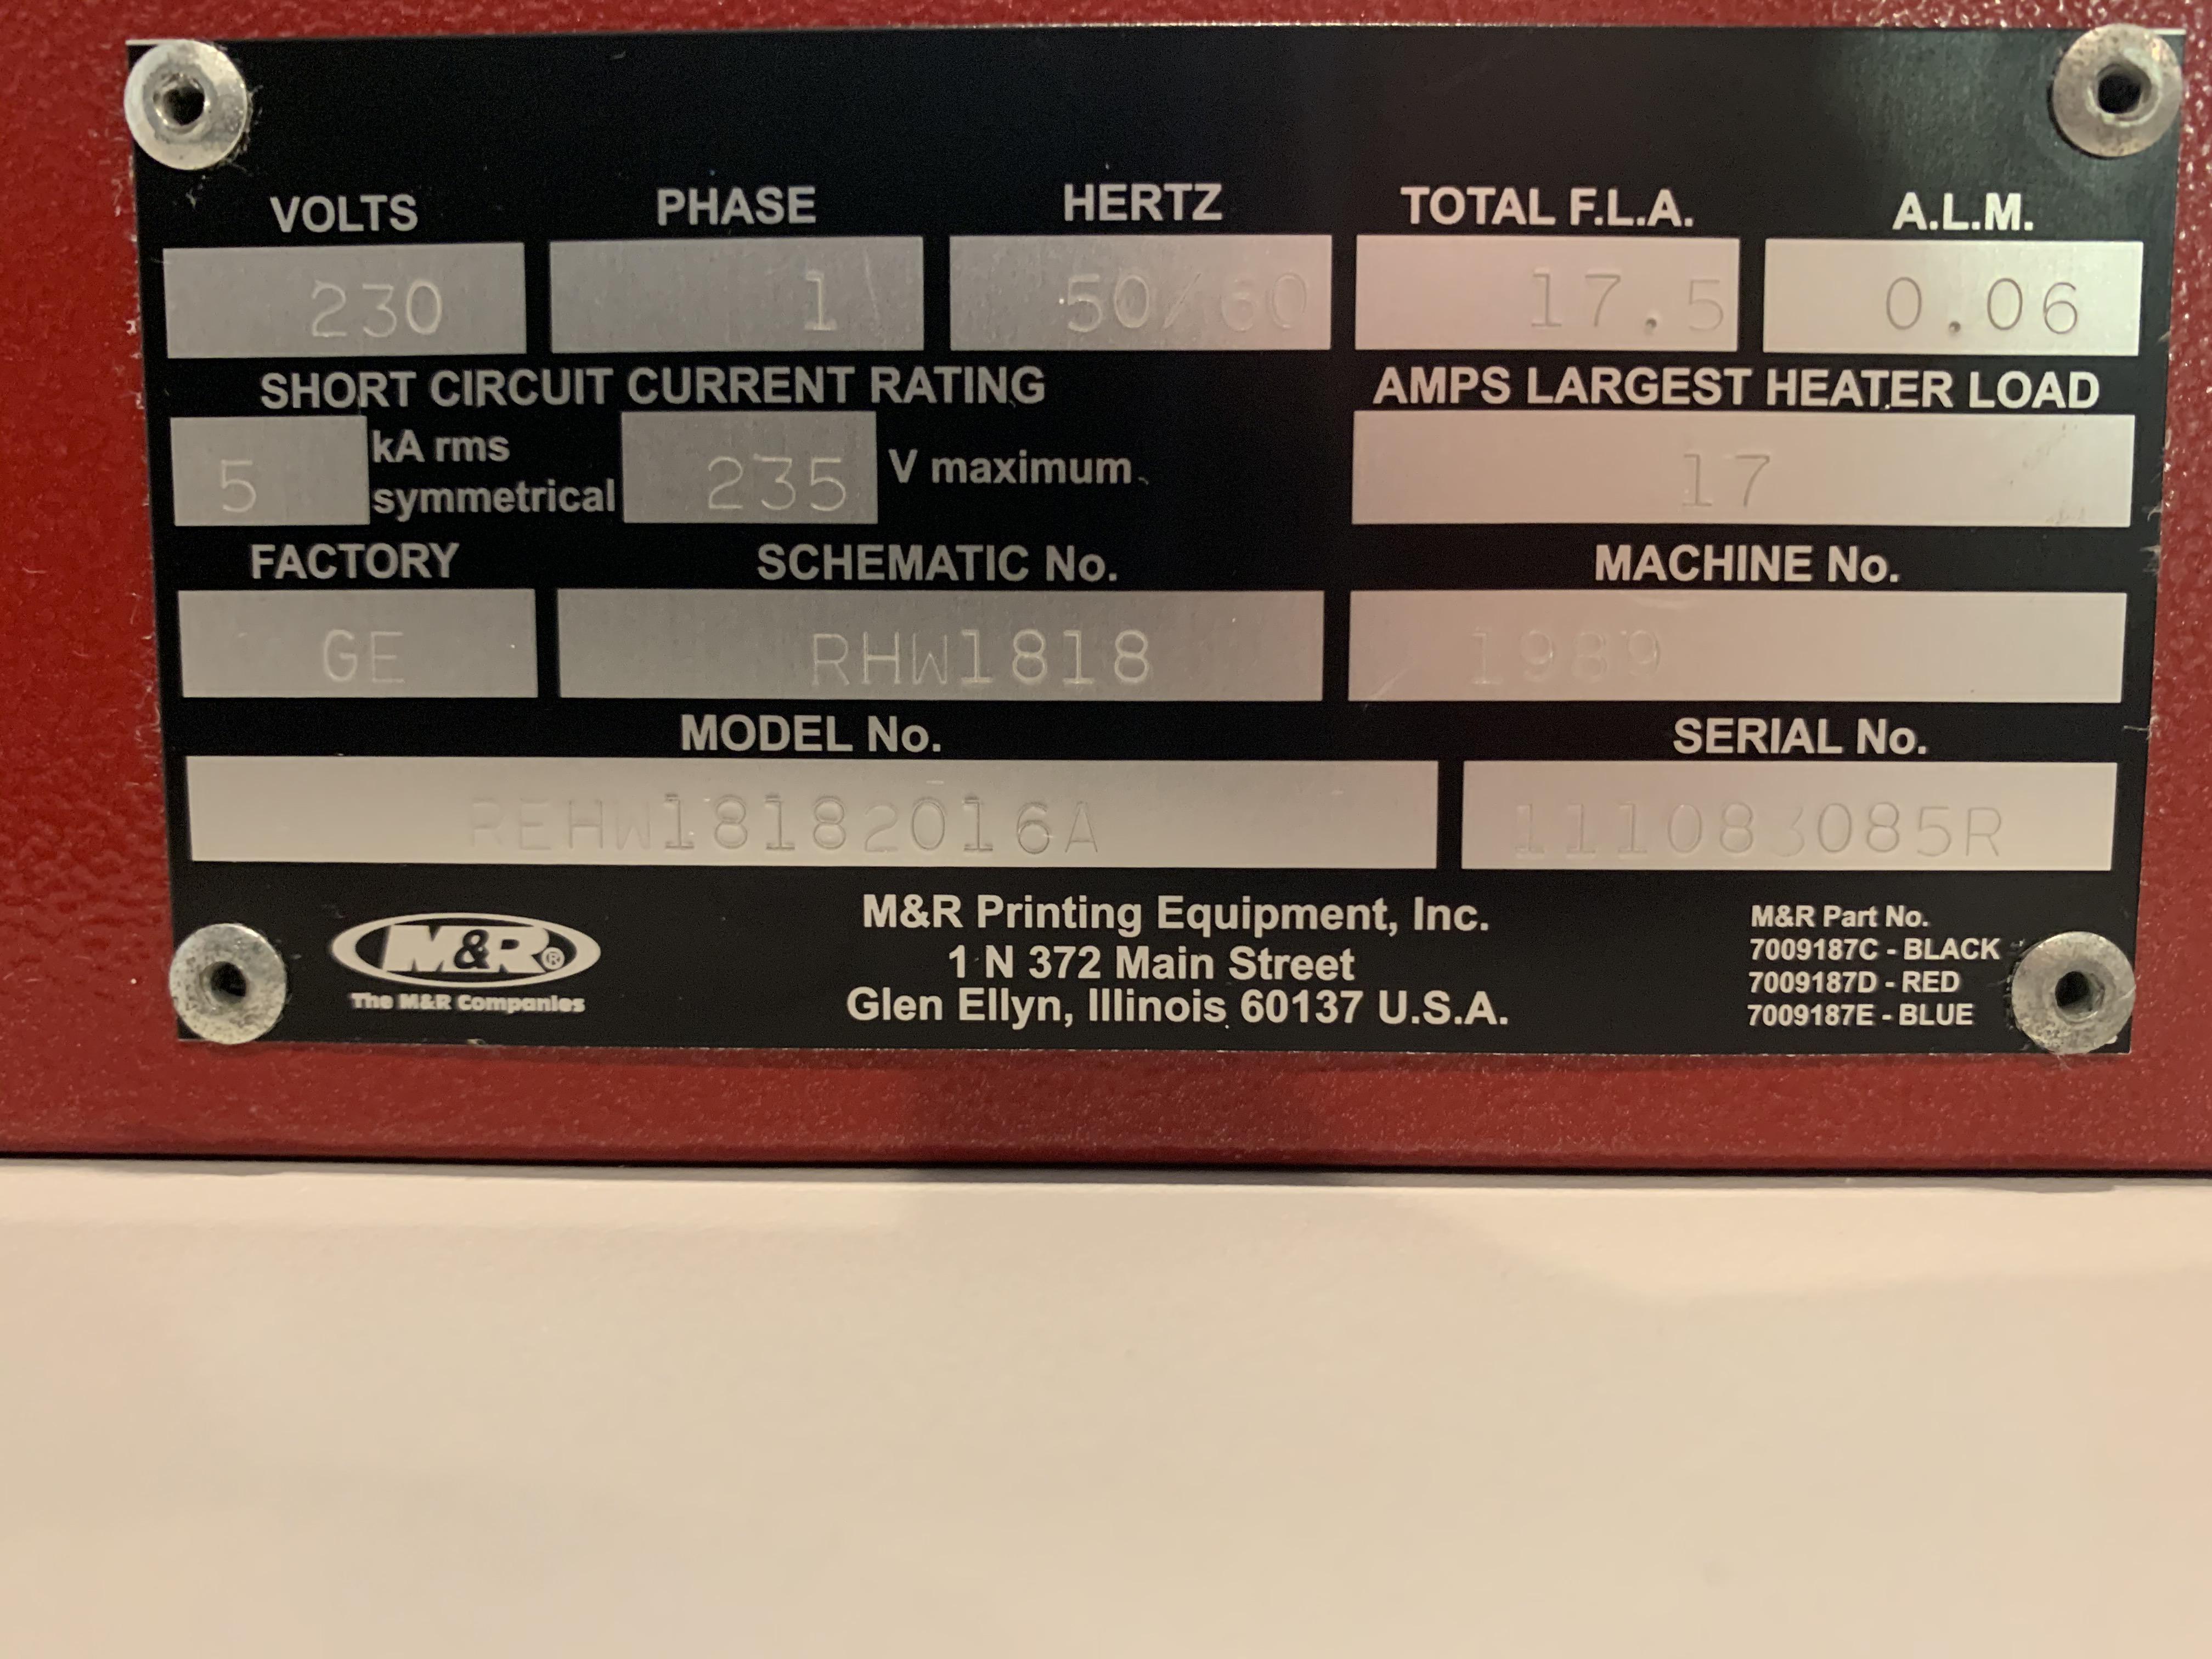 VOLTS PHASE HERTZ TOTAL F.L.A. A.L.M.
230 1 50/60 17.5 0.06
SHORT CIRCUIT CURRENT RATING AMPS LARGEST HEATER LOAD
5 kA rms symmetrical 235 V maximum 17
FACTORY SCHEMATIC No. MACHINE No.
GE RHW1818 1989
MODEL No. SERIAL No.
REHW18182016A 111083085R
M&R®
The M&R Companies
M&R Printing Equipment, Inc.
1 N 372 Main Street
Glen Ellyn, Illinois 60137 U.S.A.
M&R Part No.
7009187C - BLACK
7009187D - RED
7009187E - BLUE